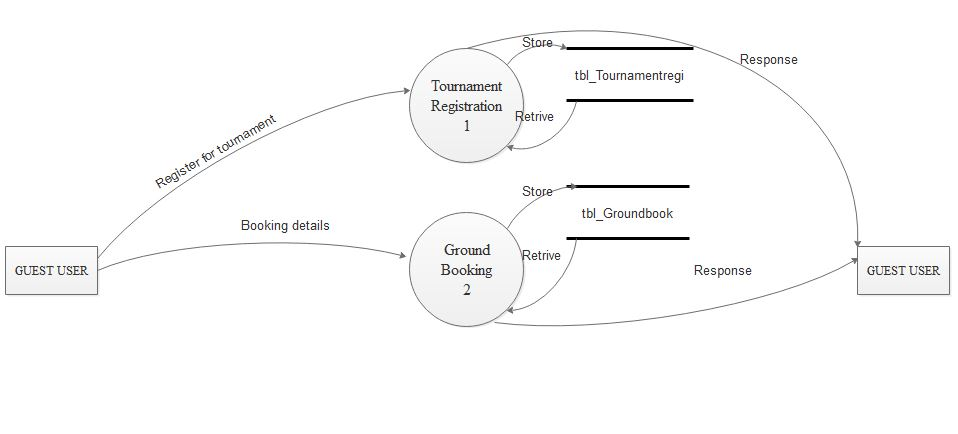 Store
Response
tbl_Tournamentregi
Tournament
Registration
1
Retrive
Register for tournament
Store
tbl_Groundbook
Booking details
Ground
Booking
2
Retrive
Response
GUEST USER
GUEST USER